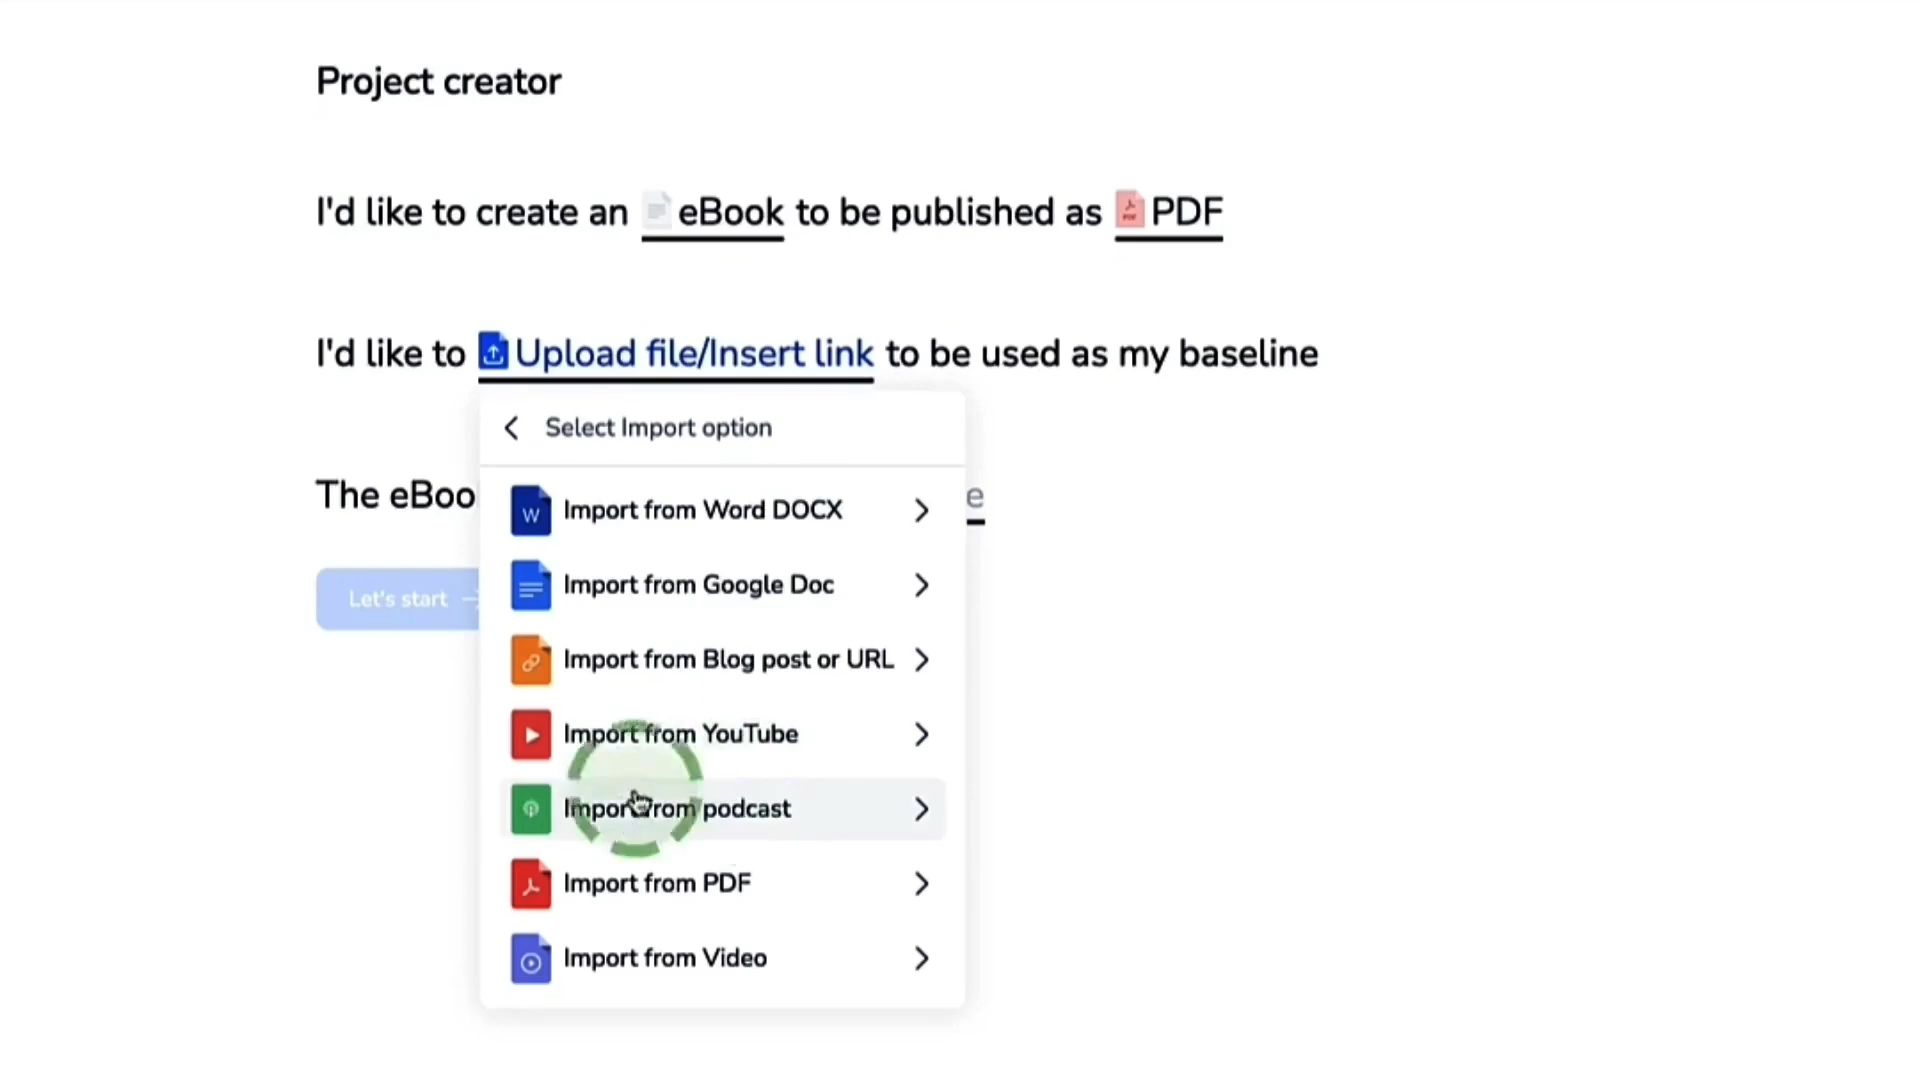 Project creator
I'd like to create an eBook to be published as PDF
I'd like to Upload file/Insert link to be used as my baseline
Select Import option
The eBoo
e
Import from Word DOCX
Let's start
Import from Google Doc
Import from Blog post or URL
Import from YouTube
Import from podcast
Import from PDF
Import from Video